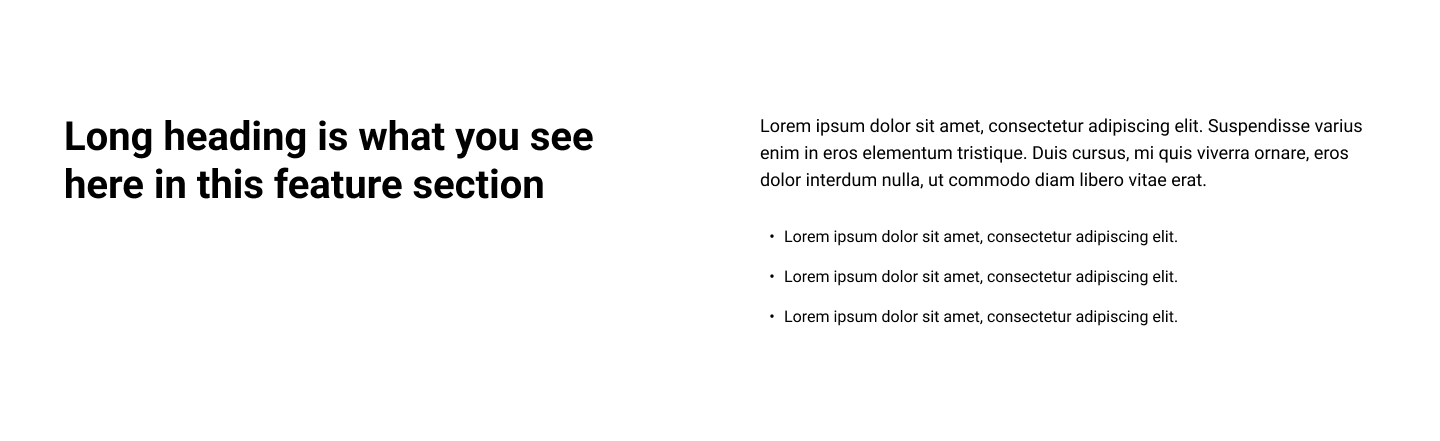 Long heading is what you see
here in this feature section
Lorem ipsum dolor sit amet, consectetur adipiscing elit. Suspendisse varius
enim in eros elementum tristique. Duis cursus, mi quis viverra ornare, eros
dolor interdum nulla, ut commodo diam libero vitae erat.
• Lorem ipsum dolor sit amet, consectetur adipiscing elit.
• Lorem ipsum dolor sit amet, consectetur adipiscing elit.
• Lorem ipsum dolor sit amet, consectetur adipiscing elit.